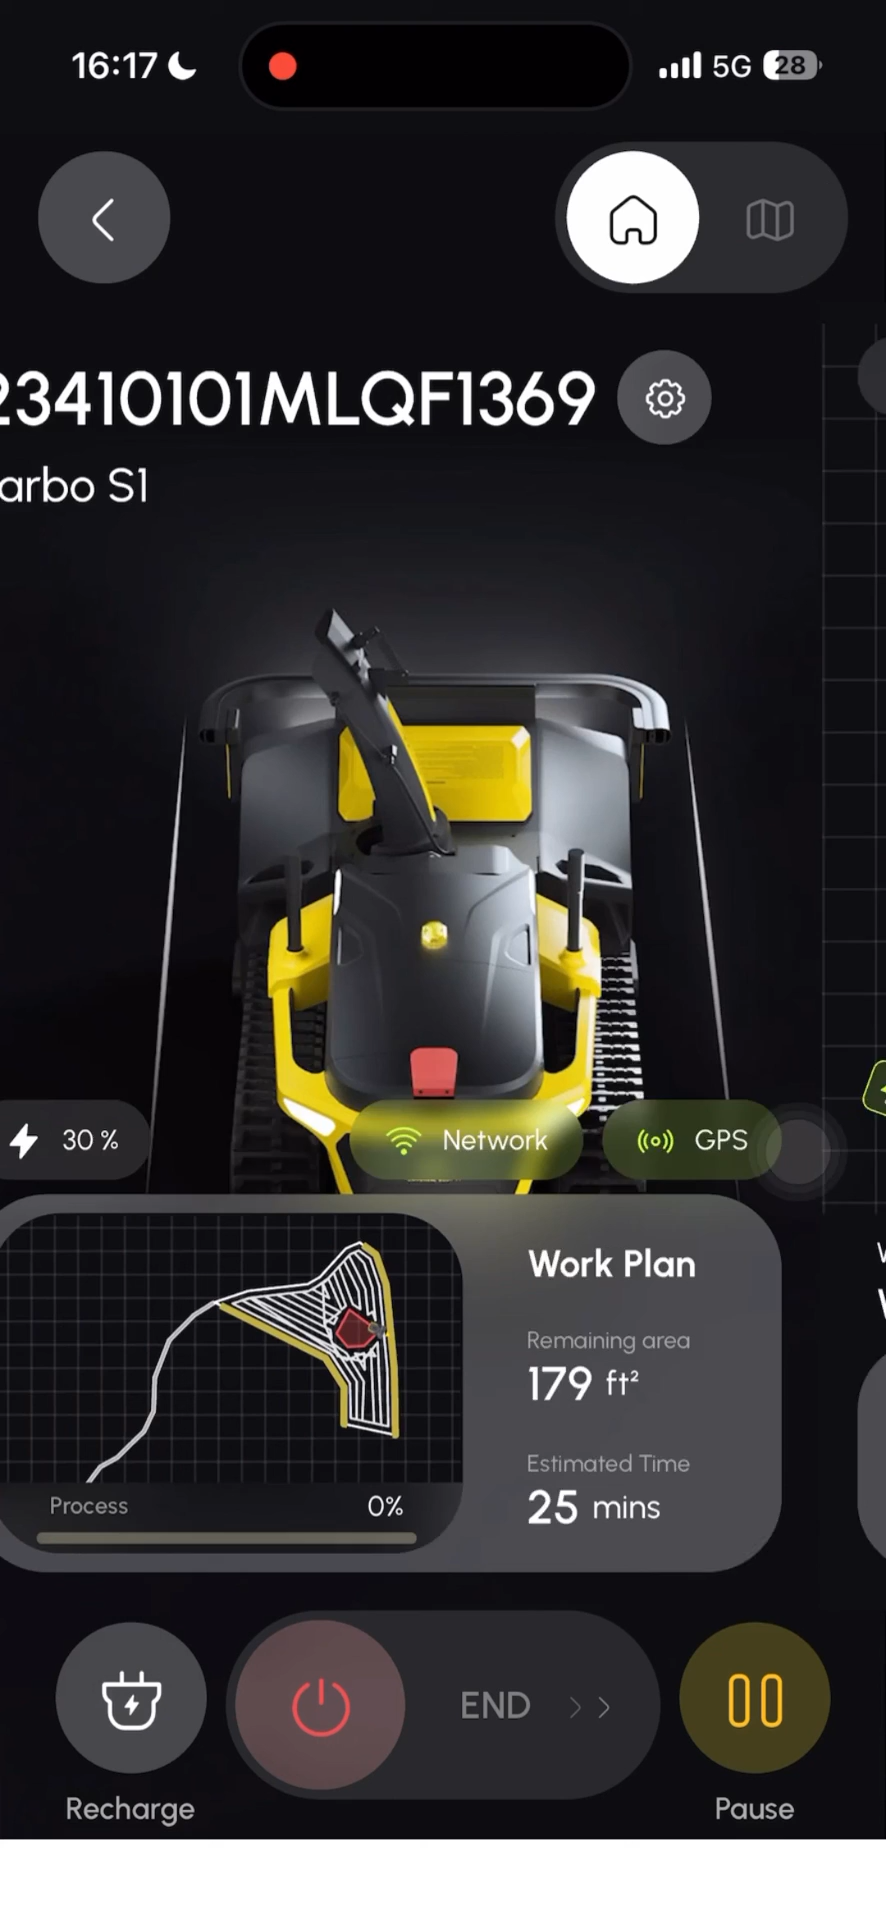 16:17
5G 28
23410101MLQF1369
arbo S1
30 %
Network
GPS
Work Plan
Remaining area
179 ft²
Estimated Time
25 mins
Process
0%
END
Recharge
Pause